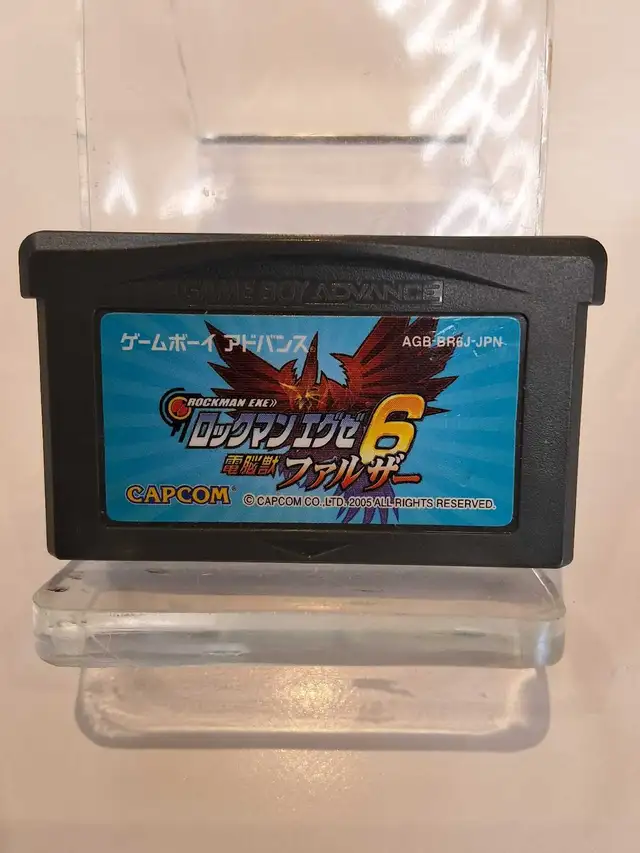 GAME BOY ADVANCE
ゲームボーイ アドバンス
AGB-BR6J-JPN
ROCKMAN EXE
ロックマン エグゼ6
電脳獣 ファルザー
CAPCOM
© CAPCOM CO., LTD. 2005 ALL RIGHTS RESERVED.